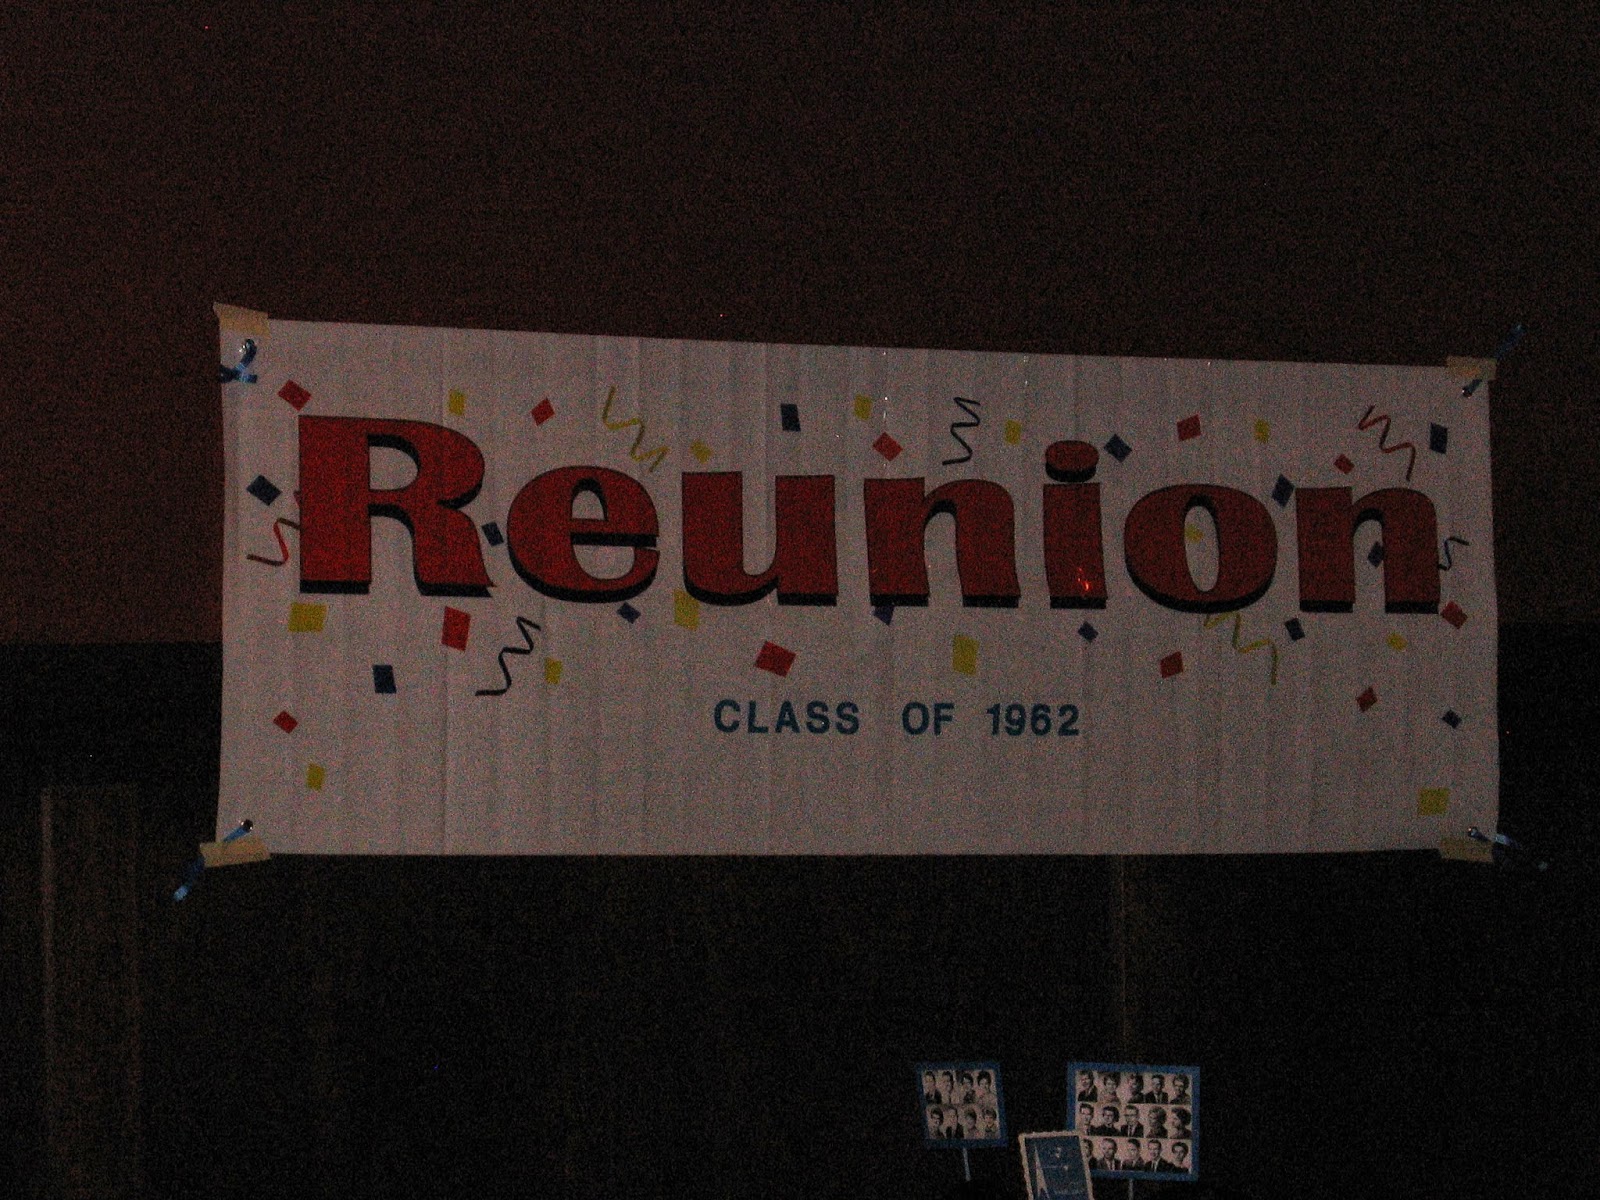 Reunion
CLASS OF 1962